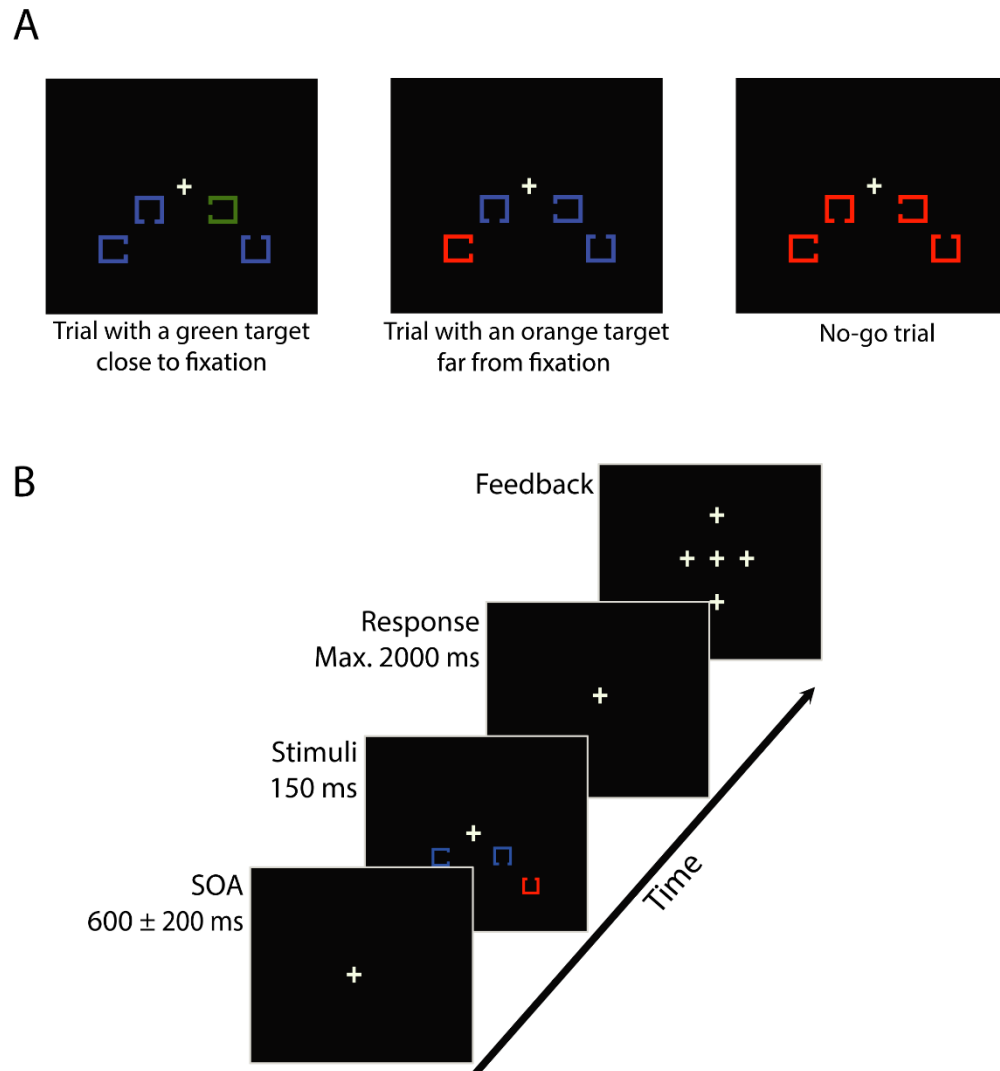 A
Trial with a green target
close to fixation
Trial with an orange target
far from fixation
No-go trial
B
Feedback
Response
Max. 2000 ms
Stimuli
150 ms
SOA
600 ± 200 ms
Time